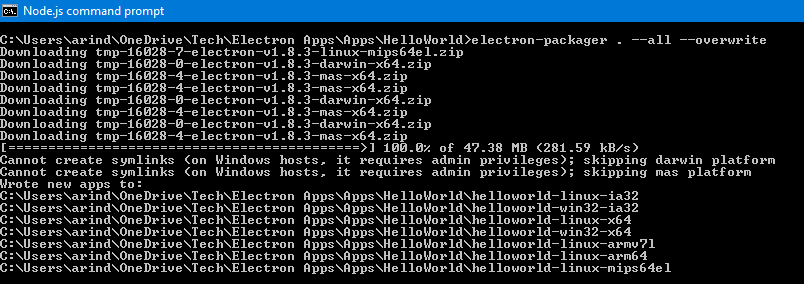 Node.js command prompt
C:\Users\arind\OneDrive\Tech\Electron Apps\Apps\HelloWorld>electron-packager . --all --overwrite
Downloading tmp-16028-7-electron-v1.8.3-linux-mips64el.zip
Downloading tmp-16028-0-electron-v1.8.3-darwin-x64.zip
Downloading tmp-16028-4-electron-v1.8.3-mas-x64.zip
Downloading tmp-16028-0-electron-v1.8.3-darwin-x64.zip
Downloading tmp-16028-4-electron-v1.8.3-mas-x64.zip
Downloading tmp-16028-0-electron-v1.8.3-darwin-x64.zip
Downloading tmp-16028-4-electron-v1.8.3-mas-x64.zip
[============================================>] 100.0% of 47.38 MB (281.59 kB/s)
Cannot create symlinks (on Windows hosts, it requires admin privileges); skipping darwin platform
Cannot create symlinks (on Windows hosts, it requires admin privileges); skipping mas platform
Wrote new apps to:
C:\Users\arind\OneDrive\Tech\Electron Apps\Apps\HelloWorld\helloworld-linux-ia32
C:\Users\arind\OneDrive\Tech\Electron Apps\Apps\HelloWorld\helloworld-win32-ia32
C:\Users\arind\OneDrive\Tech\Electron Apps\Apps\HelloWorld\helloworld-linux-x64
C:\Users\arind\OneDrive\Tech\Electron Apps\Apps\HelloWorld\helloworld-win32-x64
C:\Users\arind\OneDrive\Tech\Electron Apps\Apps\HelloWorld\helloworld-linux-armv7l
C:\Users\arind\OneDrive\Tech\Electron Apps\Apps\HelloWorld\helloworld-linux-arm64
C:\Users\arind\OneDrive\Tech\Electron Apps\Apps\HelloWorld\helloworld-linux-mips64el